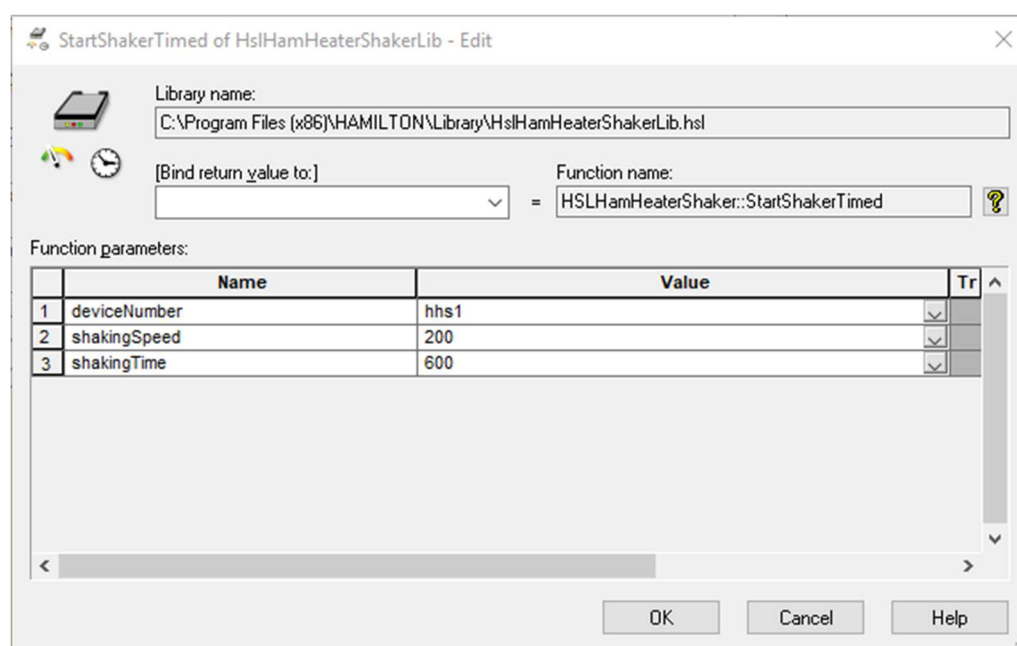 StartShakerTimed of HslHamHeaterShakerLib - Edit
Library name:
C:\Program Files (x86)\HAMILTON\Library\HslHamHeaterShakerLib.hsl
[Bind return value to:]
Function name:
= HSLHamHeaterShaker::StartShakerTimed
Function parameters:
Name Value Tr
1 deviceNumber hhs1
2 shakingSpeed 200
3 shakingTime 600
OK Cancel Help